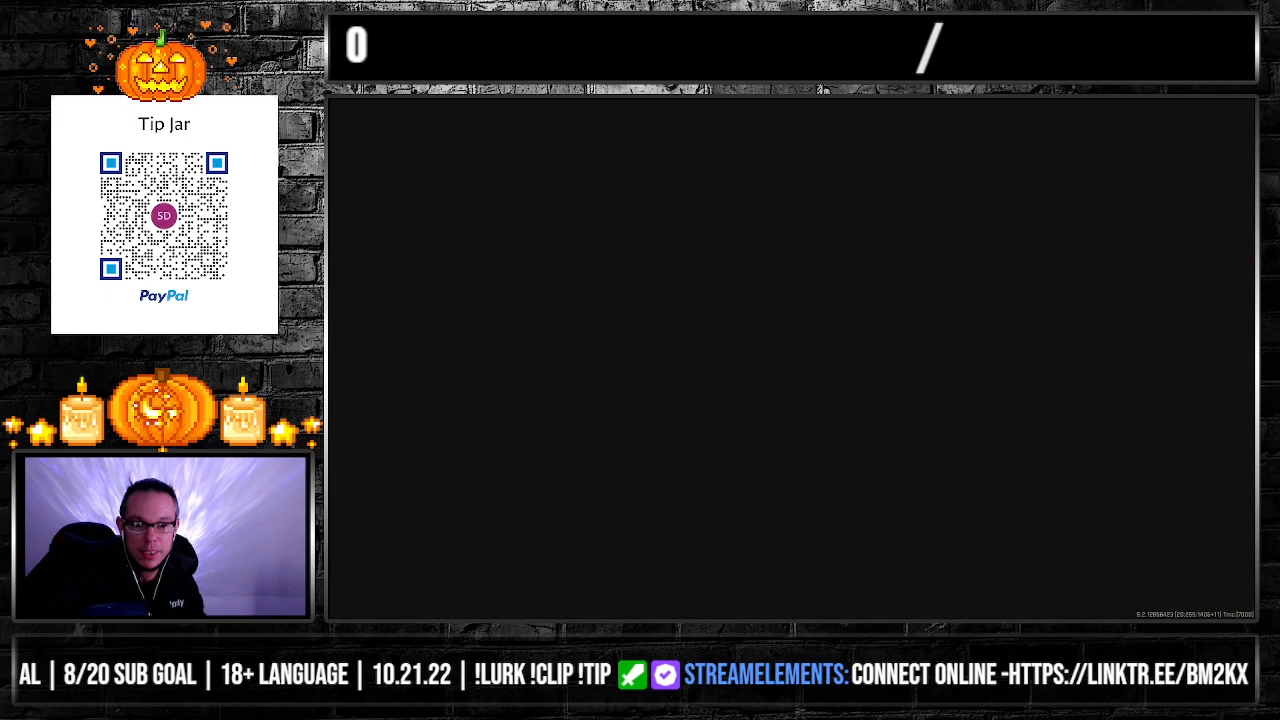 0 /
Tip Jar
SD
PayPal
AL | 8/20 SUB GOAL | 18+ LANGUAGE | 10.21.22 | !LURK !CLIP !TIP STREAMELEMENTS: CONNECT ONLINE -HTTPS://LINKTR.EE/BM2KX